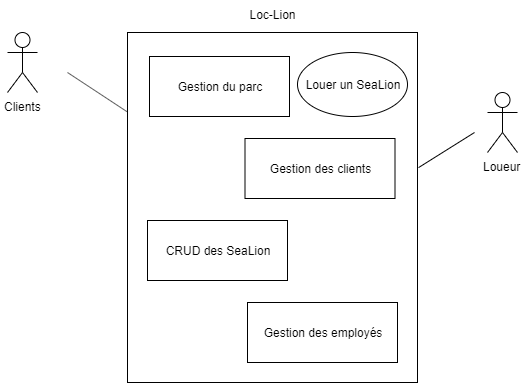 Loc-Lion
Clients
Gestion du parc
Louer un SeaLion
Gestion des clients
Loueur
CRUD des SeaLion
Gestion des employés